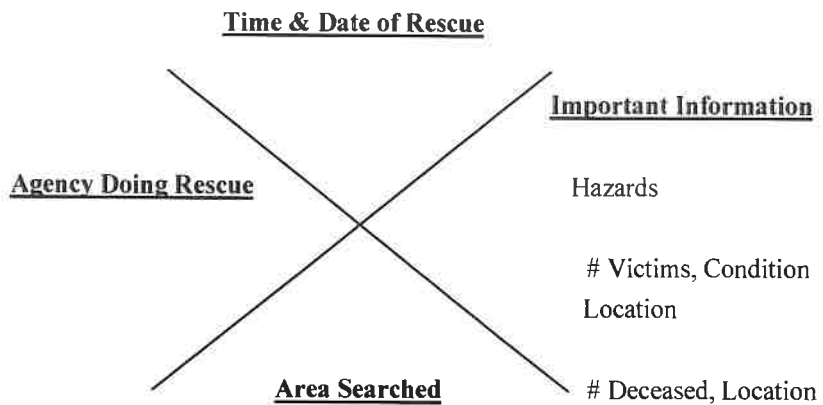 Time & Date of Rescue
Important Information
Agency Doing Rescue
Hazards
# Victims, Condition
Location
Area Searched
# Deceased, Location